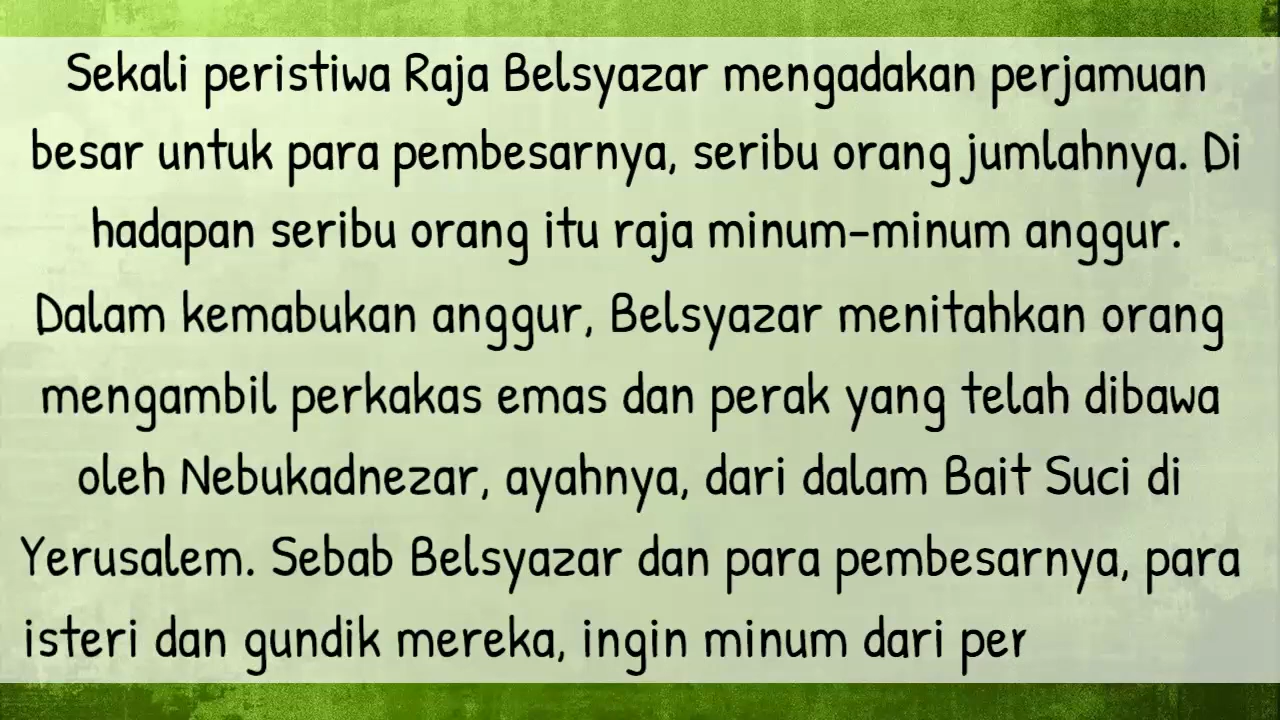 Sekali peristiwa Raja Belsyazar mengadakan perjamuan
besar untuk para pembesarnya, seribu orang jumlahnya. Di
hadapan seribu orang itu raja minum-minum anggur.
Dalam kemabukan anggur, Belsyazar menitahkan orang
mengambil perkakas emas dan perak yang telah dibawa
oleh Nebukadnezar, ayahnya, dari dalam Bait Suci di
Yerusalem. Sebab Belsyazar dan para pembesarnya, para
isteri dan gundik mereka, ingin minum dari per